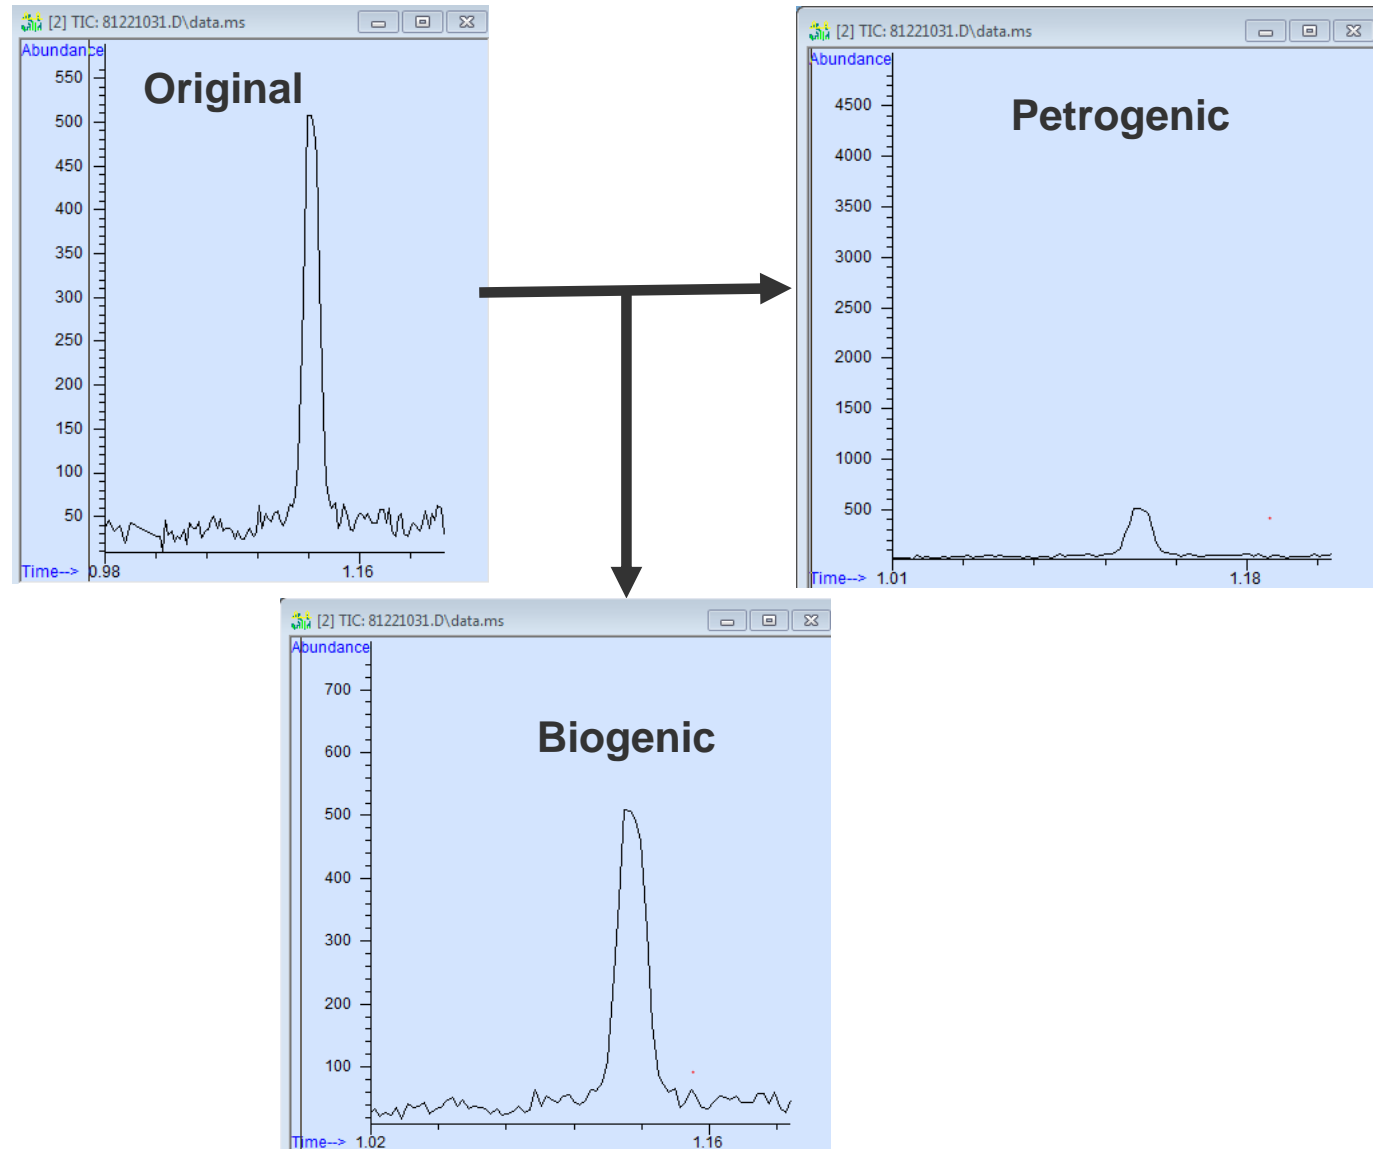 [2] TIC: 81221031.D\data.ms
Abundance
Original
550
500
450
400
350
300
250
200
150
100
50
Time--> 0.98 1.16
[2] TIC: 81221031.D\data.ms
Abundance
Petrogenic
4500
4000
3500
3000
2500
2000
1500
1000
500
Time--> 1.01 1.18
[2] TIC: 81221031.D\data.ms
Abundance
700
Biogenic
600
500
400
300
200
100
Time--> 1.02 1.16